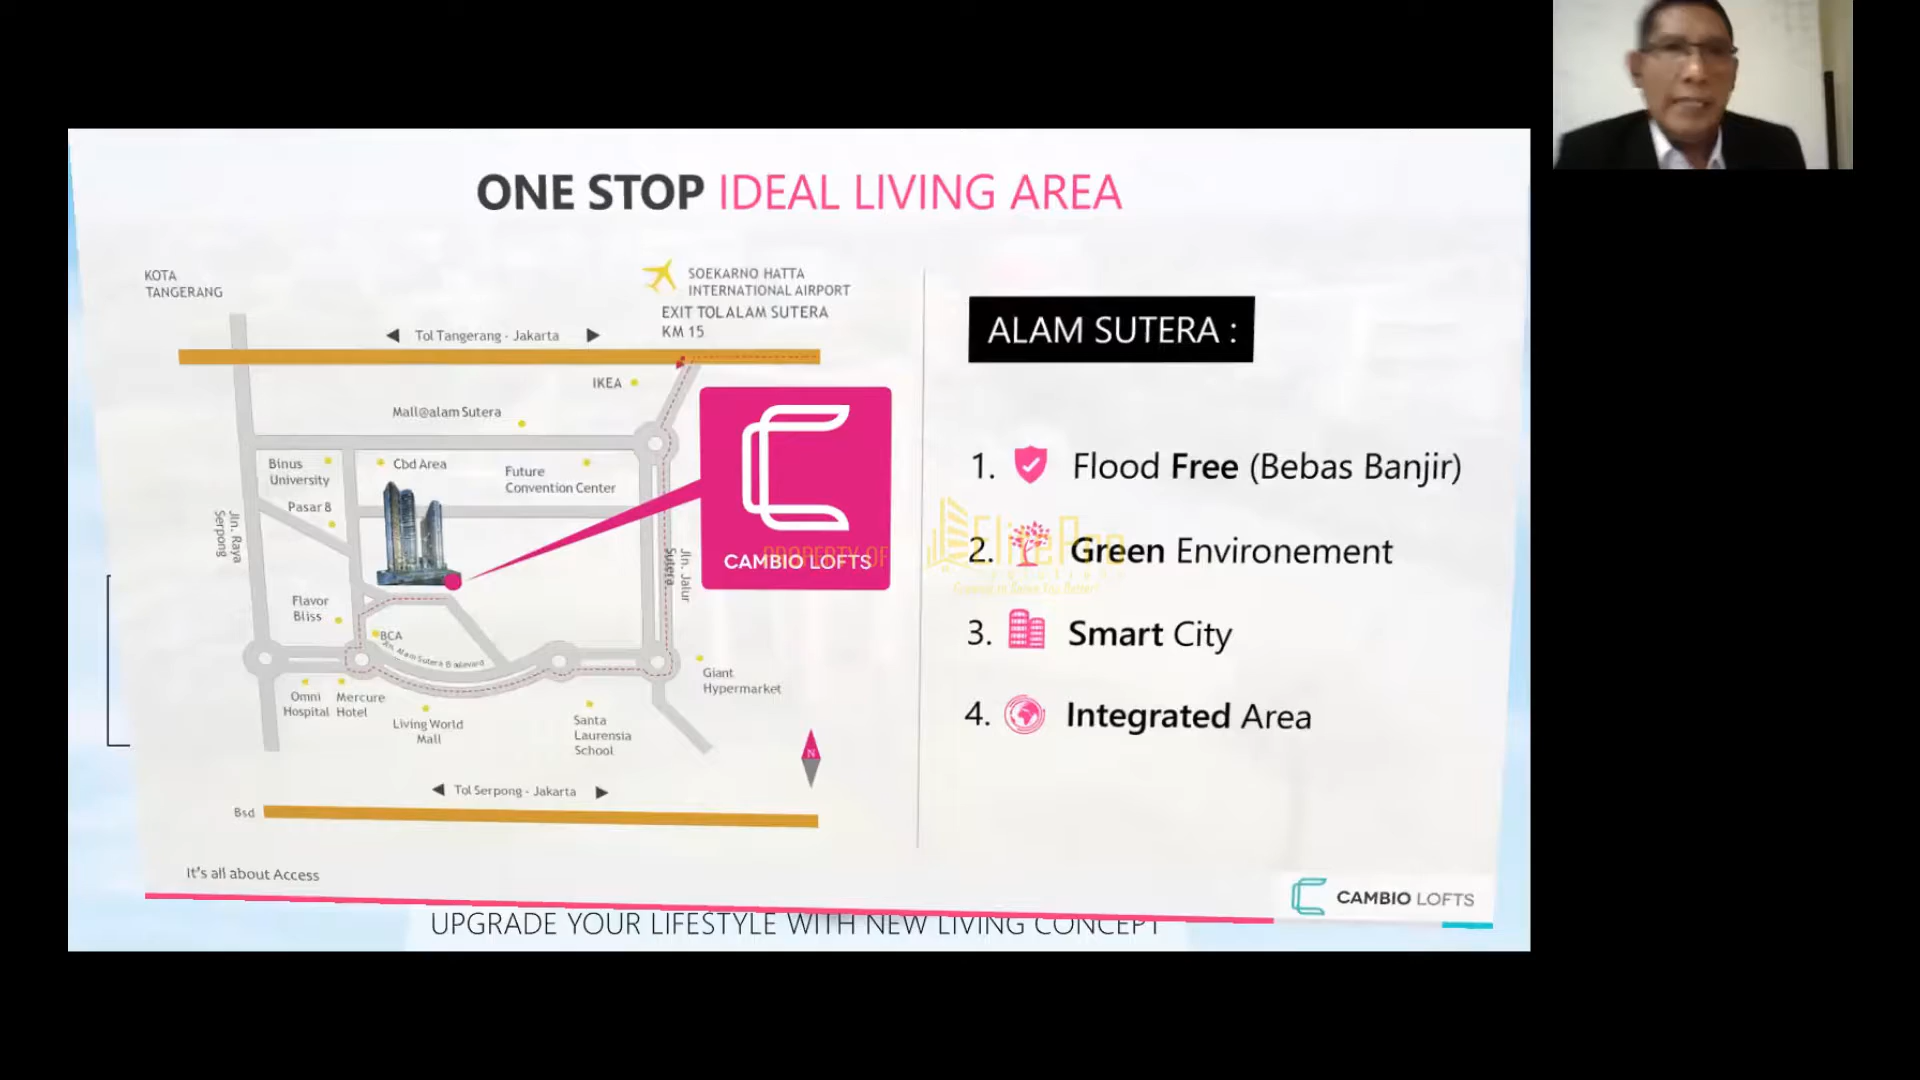 ONE STOP IDEAL LIVING AREA
KOTA
TANGERANG
SOEKARNO HATTA
INTERNATIONAL AIRPORT
EXIT TOL ALAM SUTERA
KM 15
Tol Tangerang - Jakarta
IKEA
Mall@alam Sutera
Binus
University
Cbd Area
Future
Convention Center
Pasar 8
Jln. Raya
Serpong
Jln. Jalur
Sutera
CAMBIO LOFTS
PROPERTY OF
ElitePro
Flavor
Bliss
BCA
Jln. Alam Sutera Boulevard
Omni
Hospital
Mercure
Hotel
Living World
Mall
Santa
Laurensia
School
Giant
Hypermarket
N
Tol Serpong - Jakarta
Bsd
It's all about Access
ALAM SUTERA :
1. Flood Free (Bebas Banjir)
2. Green Environement
3. Smart City
4. Integrated Area
CAMBIO LOFTS
UPGRADE YOUR LIFESTYLE WITH NEW LIVING CONCEPT